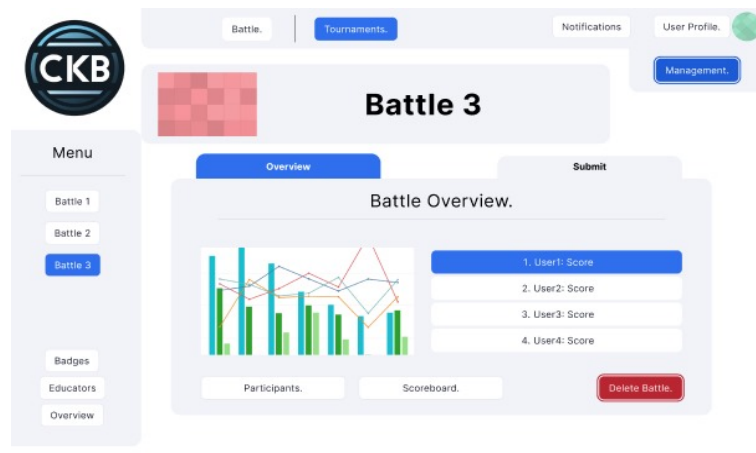 CKB
Battle.
Tournaments.
Notifications
User Profile.
Management.
Battle 3
Menu
Battle 1
Battle 2
Battle 3
Badges
Educators
Overview
Overview
Submit
Battle Overview.
1. User1: Score
2. User2: Score
3. User3: Score
4. User4: Score
Participants.
Scoreboard.
Delete Battle.